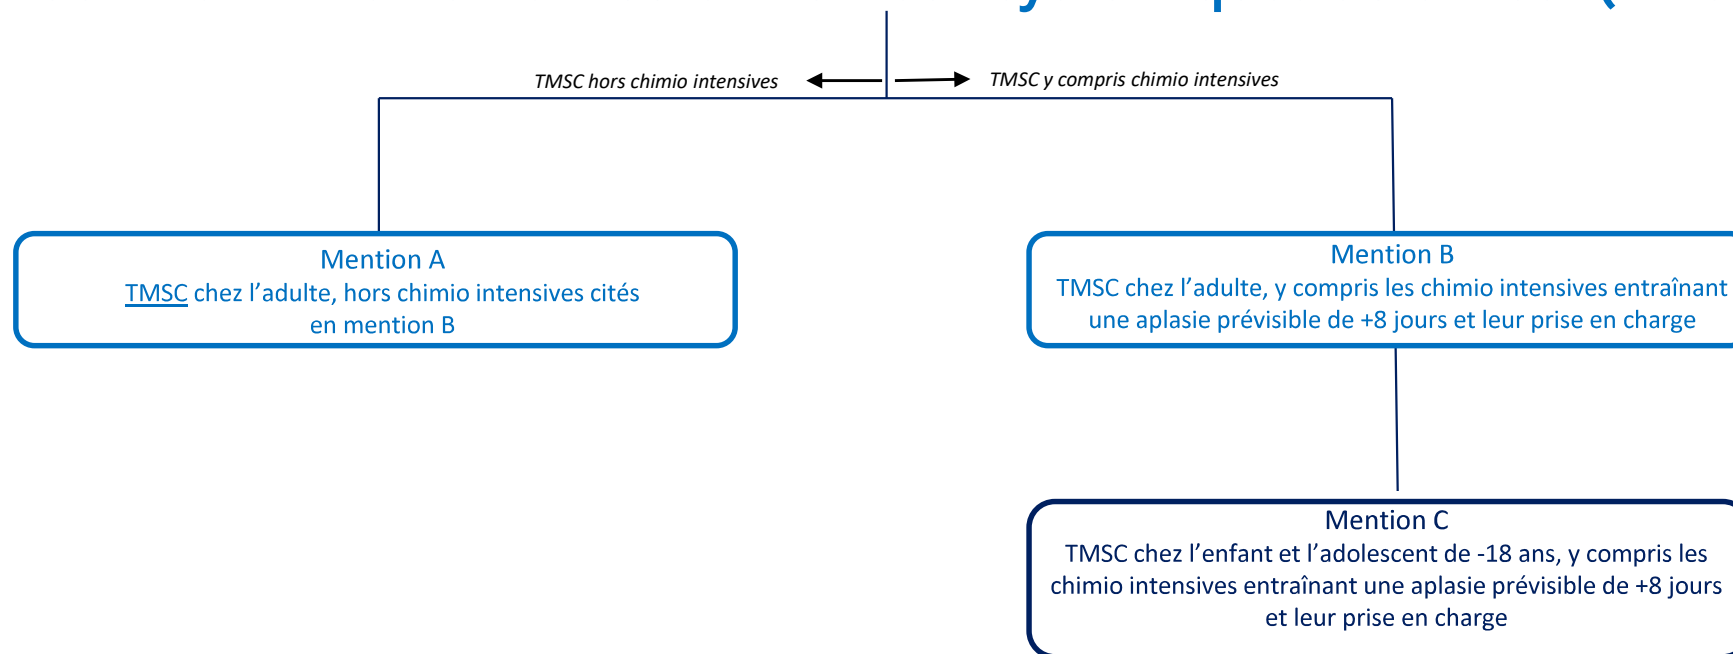 TMSC hors chimio intensives
TMSC y compris chimio intensives
Mention A
TMSC chez l’adulte, hors chimio intensives cités
en mention B
Mention B
TMSC chez l’adulte, y compris les chimio intensives entraînant
une aplasie prévisible de +8 jours et leur prise en charge
Mention C
TMSC chez l’enfant et l’adolescent de -18 ans, y compris les
chimio intensives entraînant une aplasie prévisible de +8 jours
et leur prise en charge